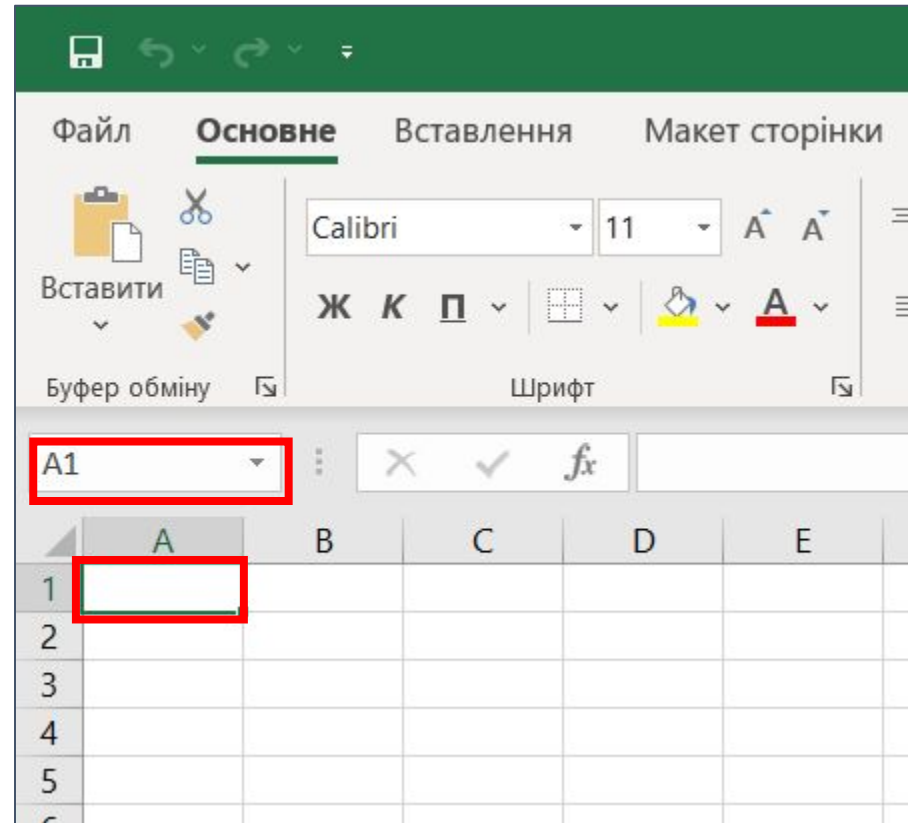 Файл Основне Вставлення Макет сторінки
Calibri 11 A A
Вставити
Ж К П A
Буфер обміну Шрифт
A1 fx
A B C D E
1
2
3
4
5